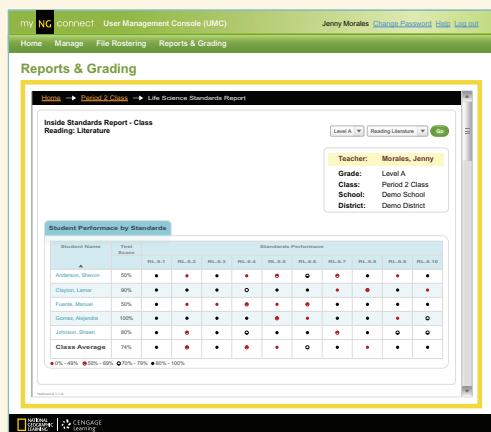 my NG connect User Management Console (UMC) Jenny Morales Change Password Help Log out
Home Manage File Rostering Reports & Grading
Reports & Grading
Home → Period 2 Class → Life Science Standards Report
Inside Standards Report - Class
Reading: Literature
Level A Reading Literature Go
Teacher: Morales, Jenny
Grade: Level A
Class: Period 2 Class
School: Demo School
District: Demo District
Student Performace by Standards
Student Name Test Score Standards Performace
RL.6.1 RL.6.2 RL.6.3 RL.6.4 RL.6.5 RL.6.6 RL.6.7 RL.6.8 RL.6.9 RL.6.10
Anderson, Shevon 50%
Clayton, Lamar 90%
Fuente, Manuel 50%
Gomez, Alejandra 100%
Johnson, Shawn 80%
Class Average 74%
0% - 49% 50% - 69% 70% - 79% 80% - 100%
NATIONAL GEOGRAPHIC LEARNING CENGAGE Learning